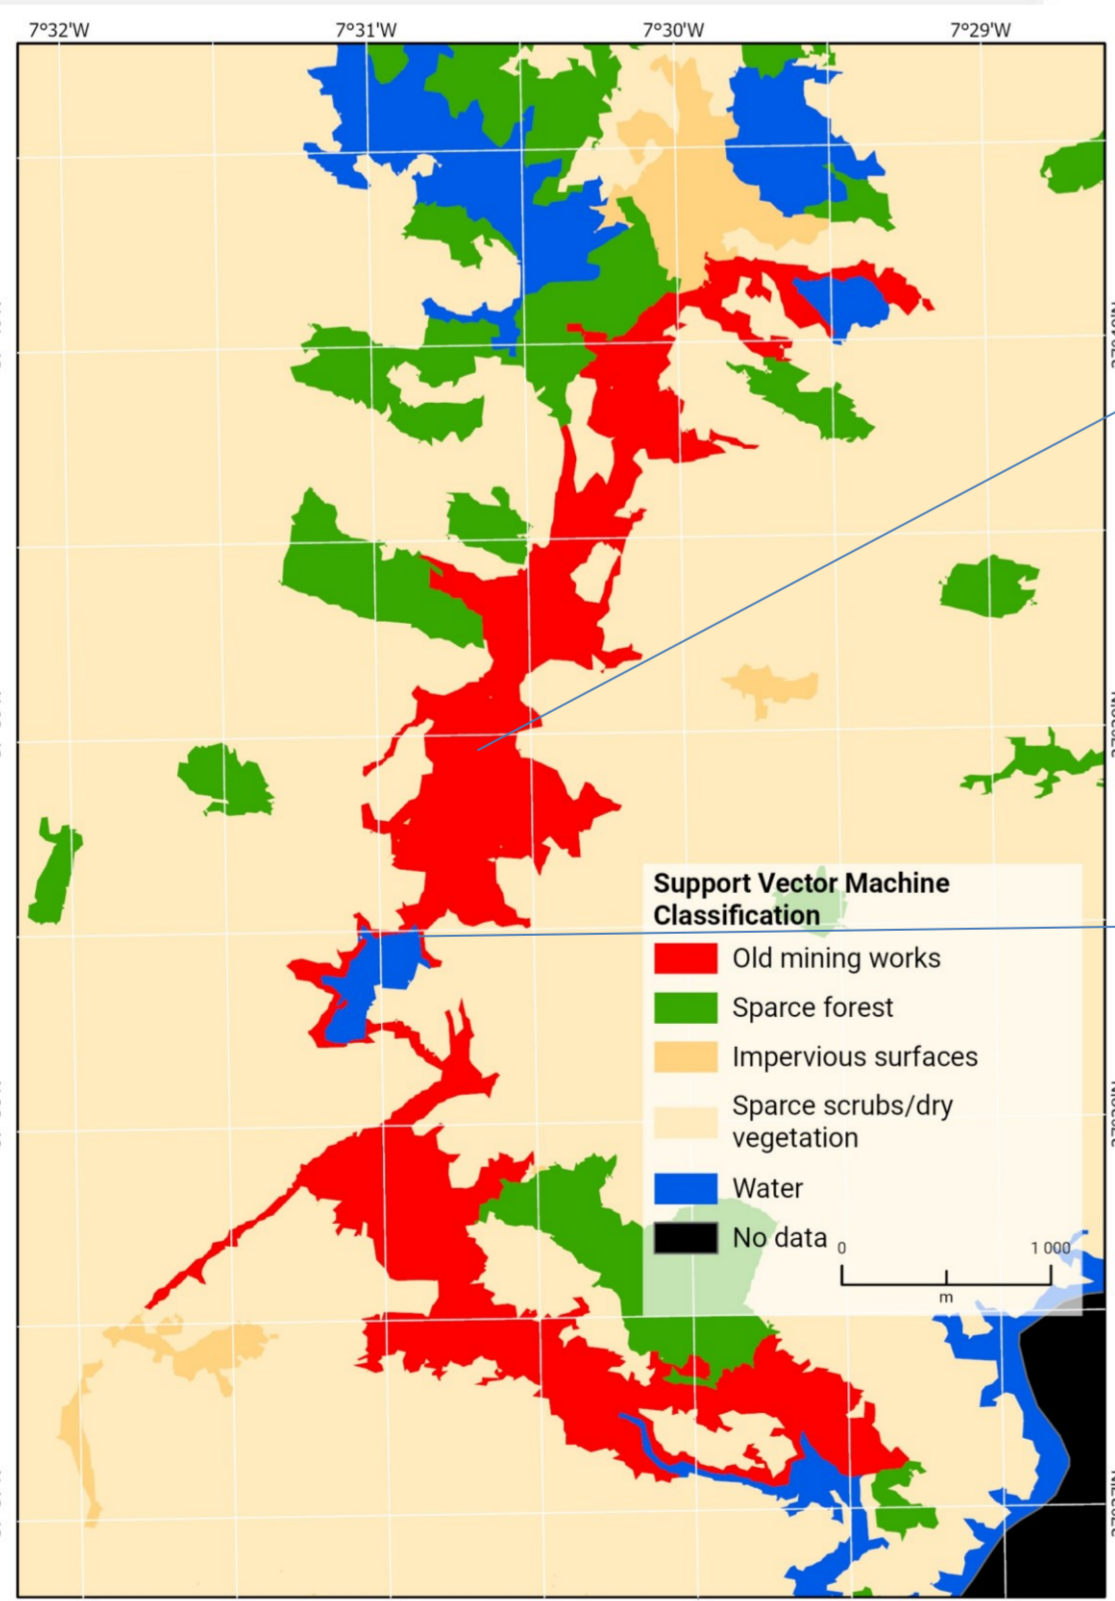 7°32'W 7°31'W 7°30'W 7°29'W
Support Vector Machine
Classification
Old mining works
Sparce forest
Impervious surfaces
Sparce scrubs/dry
vegetation
Water
No data
0 1 000
m